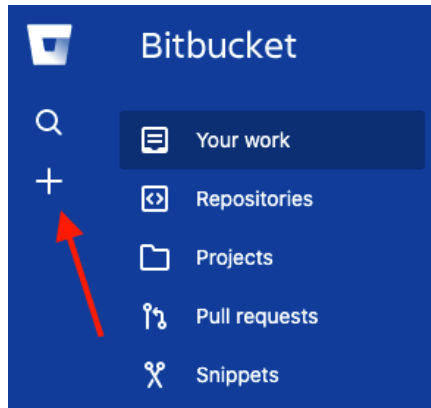 Bitbucket
Your work
Repositories
Projects
Pull requests
Snippets